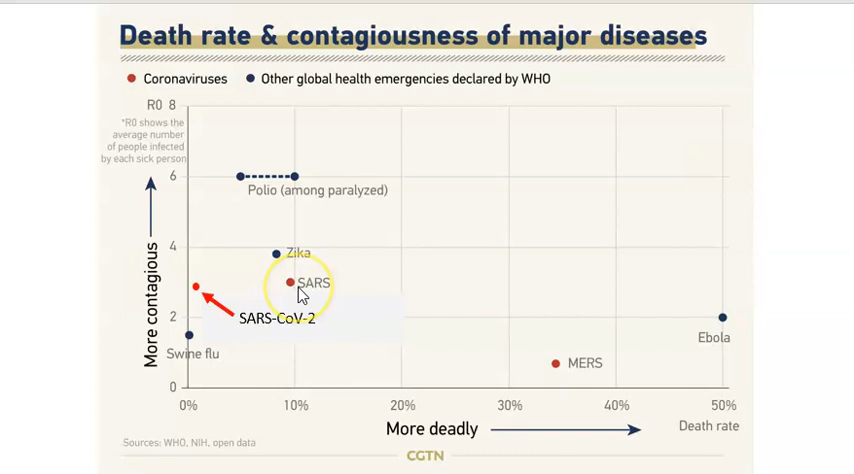 Death rate & contagiousness of major diseases
Coronaviruses
Other global health emergencies declared by WHO
R0 8
*R0 shows the
average number
of people infected
by each sick person
6
Polio (among paralyzed)
4
Zika
SARS
SARS-CoV-2
2
Swine flu
Ebola
MERS
0
More contagious
0%
10%
20%
30%
40%
50%
More deadly
Death rate
Sources: WHO, NIH, open data
CGTN